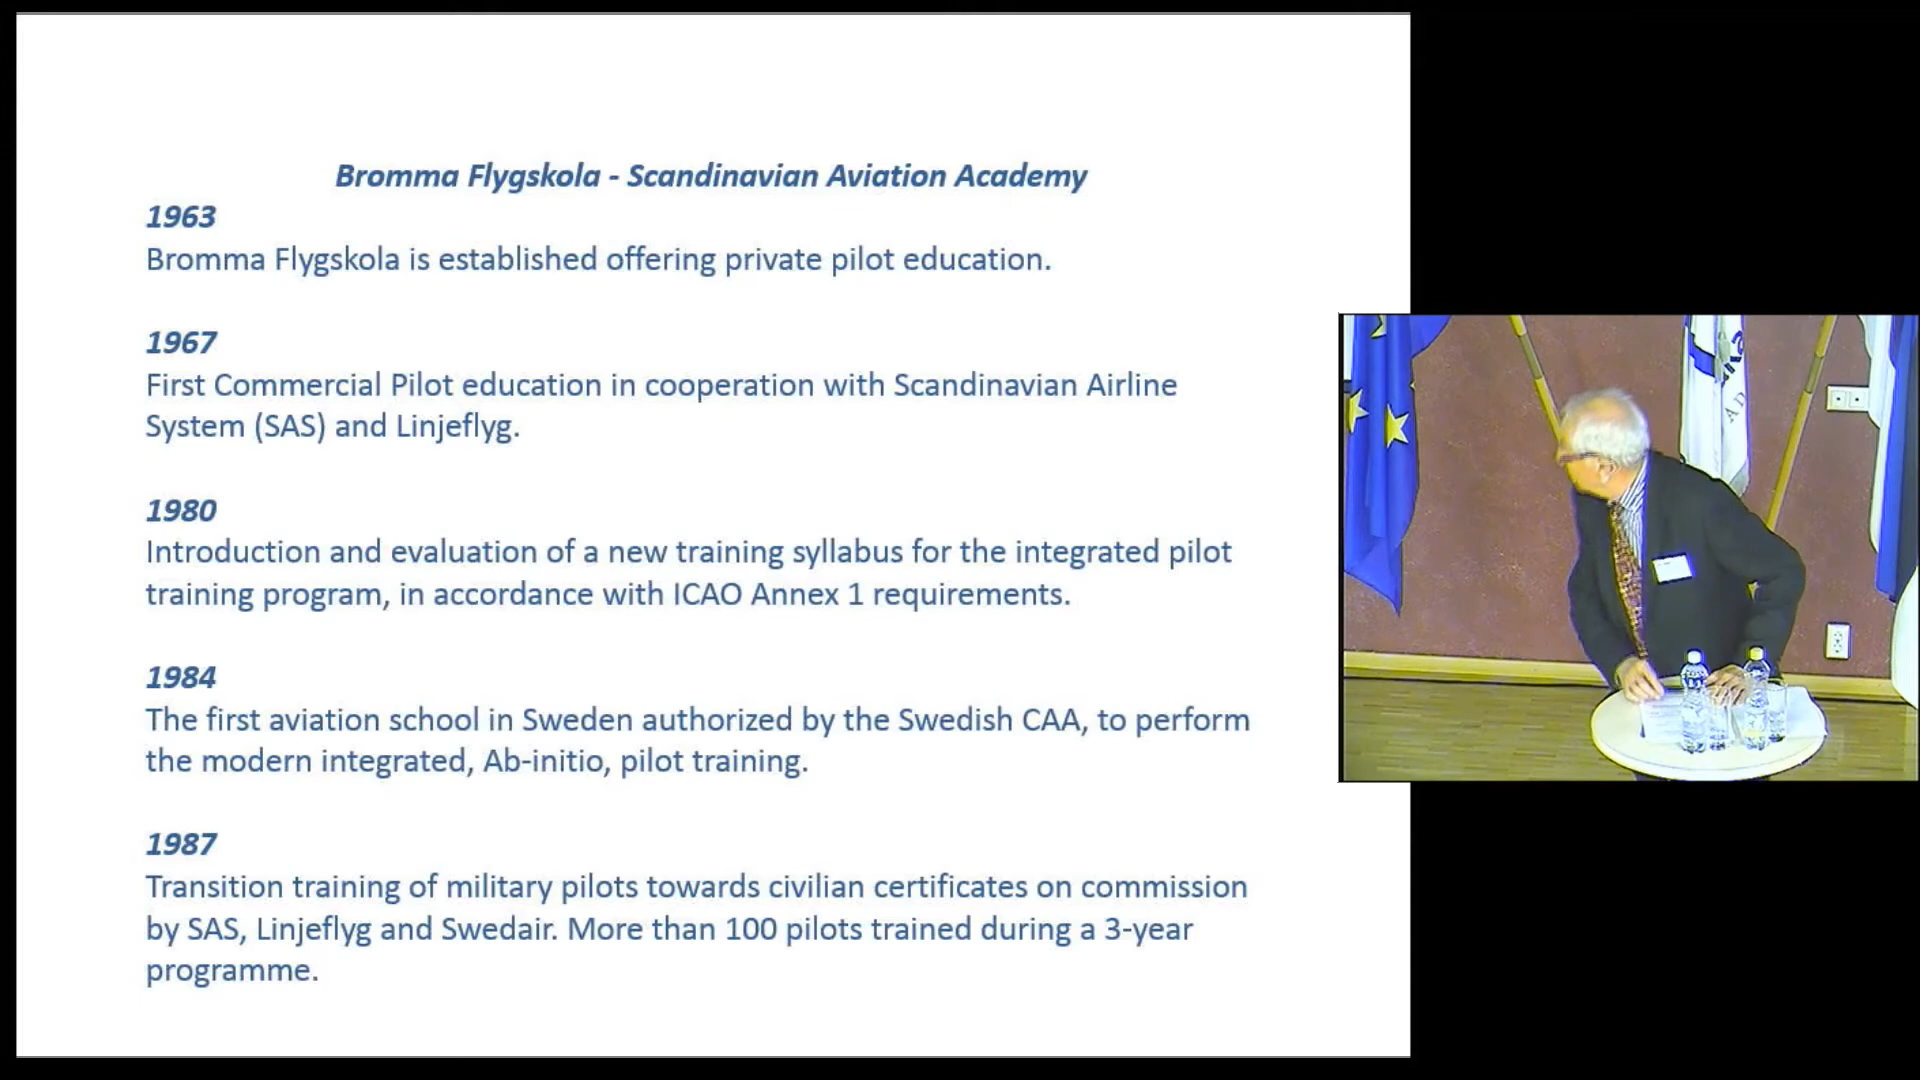 Bromma Flygskola - Scandinavian Aviation Academy
1963
Bromma Flygskola is established offering private pilot education.
1967
First Commercial Pilot education in cooperation with Scandinavian Airline
System (SAS) and Linjeflyg.
1980
Introduction and evaluation of a new training syllabus for the integrated pilot
training program, in accordance with ICAO Annex 1 requirements.
1984
The first aviation school in Sweden authorized by the Swedish CAA, to perform
the modern integrated, Ab-initio, pilot training.
1987
Transition training of military pilots towards civilian certificates on commission
by SAS, Linjeflyg and Swedair. More than 100 pilots trained during a 3-year
programme.